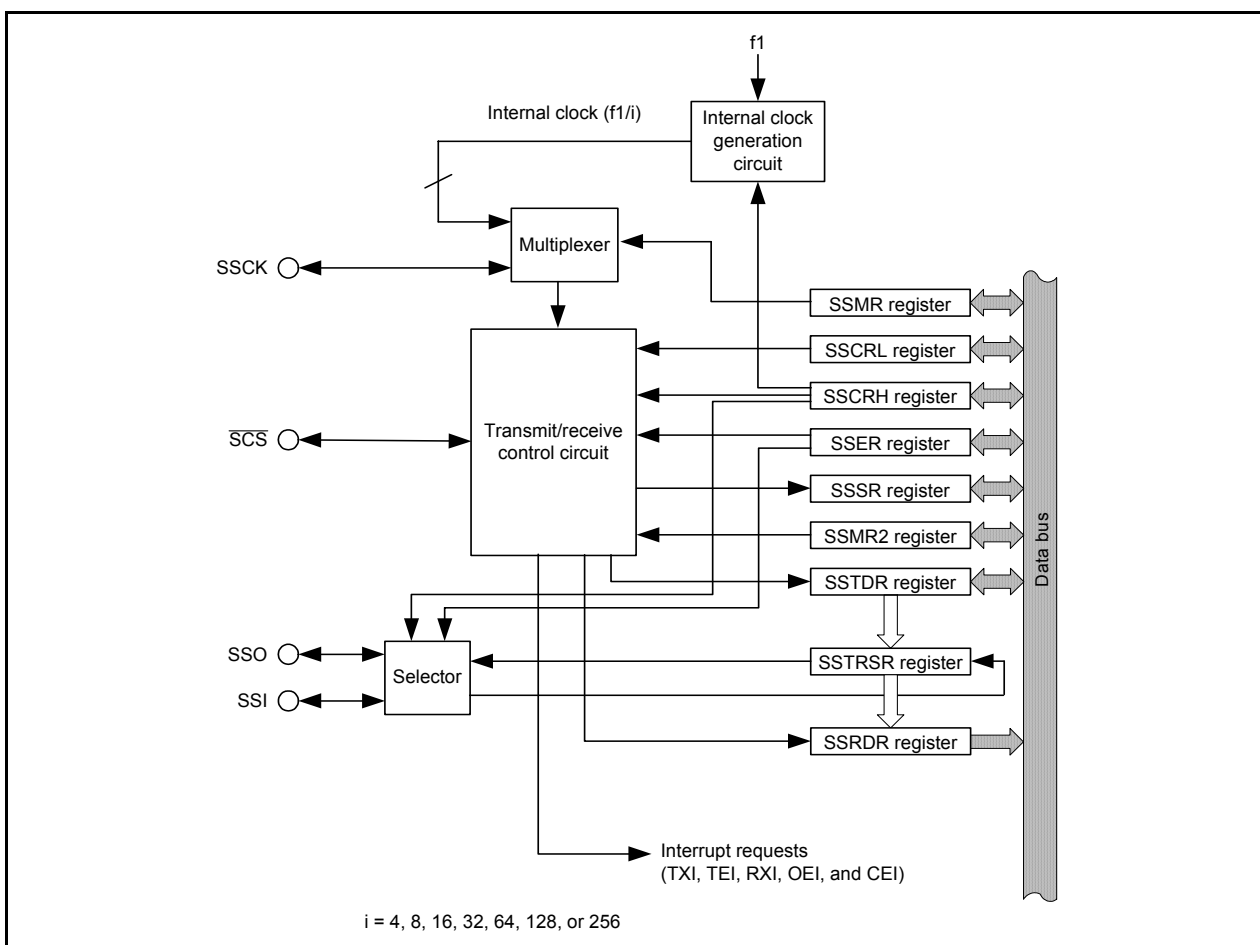 f1
Internal clock (f1/i)
Internal clock
generation
circuit
Multiplexer
SSCK
SSMR register
SSCRL register
SSCRH register
SCS
Transmit/receive
control circuit
SSER register
SSSR register
SSMR2 register
Data bus
SSTDR register
SSO
SSTRSR register
Selector
SSI
SSRDR register
Interrupt requests
(TXI, TEI, RXI, OEI, and CEI)
i = 4, 8, 16, 32, 64, 128, or 256